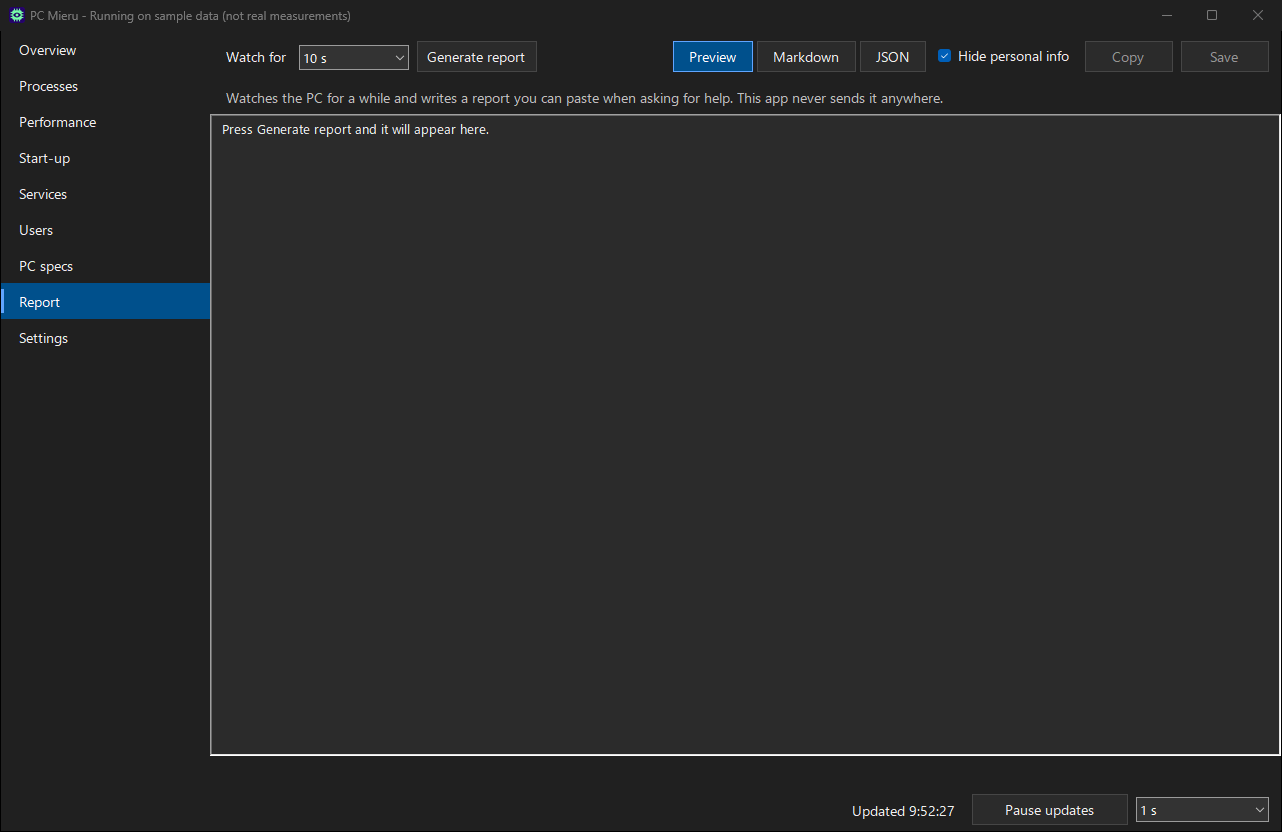 PC Mieru - Running on sample data (not real measurements)
Overview
Processes
Performance
Start-up
Services
Users
PC specs
Report
Settings
Watch for
10 s
Generate report
Preview
Markdown
JSON
Hide personal info
Copy
Save
Watches the PC for a while and writes a report you can paste when asking for help. This app never sends it anywhere.
Press Generate report and it will appear here.
Updated 9:52:27
Pause updates
1 s